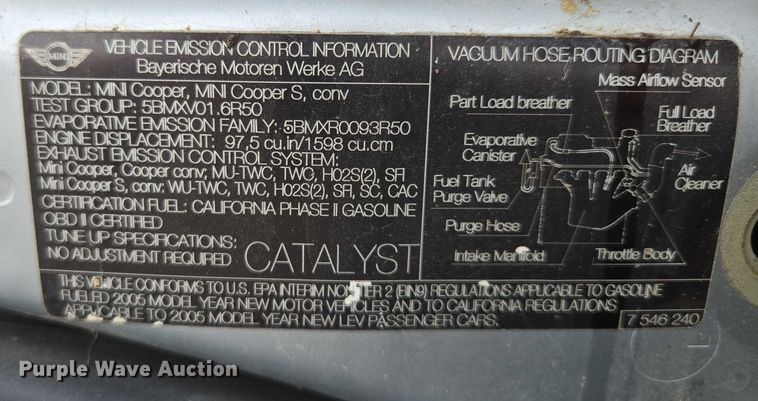 MINI
VEHICLE EMISSION CONTROL INFORMATION
Bayerische Motoren Werke AG
MODEL: MINI Cooper, MINI Cooper S, conv
TEST GROUP: 5BMXV01.6R50
EVAPORATIVE EMISSION FAMILY: 5BMXR0093R50
ENGINE DISPLACEMENT: 97,5 cu.in/1598 cu.cm
EXHAUST EMISSION CONTROL SYSTEM:
Mini Cooper, Cooper conv; MU-TWC, TWC, HO2S(2), SFI
Mini Cooper S, conv: WU-TWC, TWC, HO2S(2), SFI, SC, CAC
CERTIFICATION FUEL: CALIFORNIA PHASE II GASOLINE
OBD II CERTIFIED
TUNE UP SPECIFICATIONS:
NO ADJUSTMENT REQUIRED
CATALYST
VACUUM HOSE ROUTING DIAGRAM
Mass Airflow Sensor
Part Load breather
Full Load
Breather
Evaporative
Canister
Air
Cleaner
Fuel Tank
Purge Valve
Purge Hose
Intake Manifold
Throttle Body
THIS VEHICLE CONFORMS TO U.S. EPA INTERIM NON TIER 2 (BIN9) REGULATIONS APPLICABLE TO GASOLINE
FUELED 2005 MODEL YEAR NEW MOTOR VEHICLES AND TO CALIFORNIA REGULATIONS
APPLICABLE TO 2005 MODEL YEAR NEW LEV PASSENGER CARS.
7 546 240
Purple Wave Auction